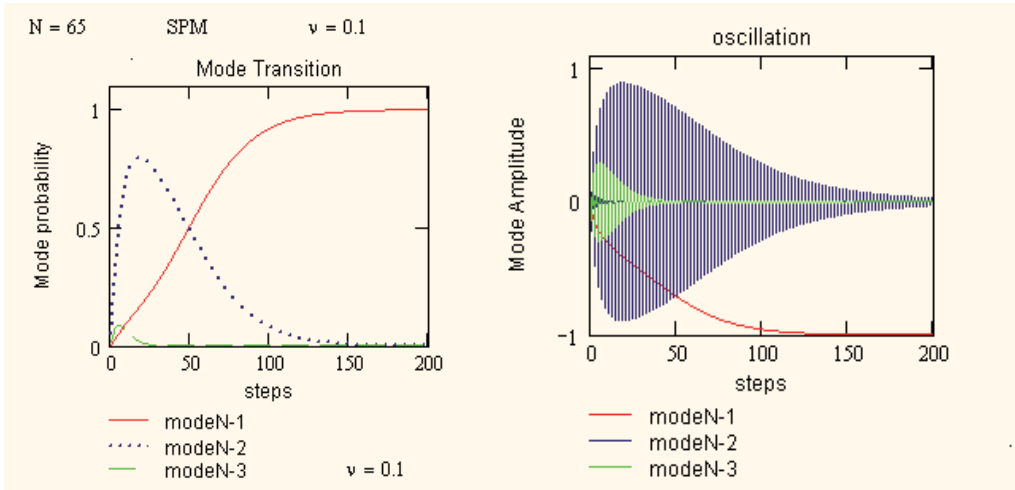 N = 65 SPM ν = 0.1
Mode Transition
Mode probability
1
0.5
0
0 50 100 150 200
steps
modeN-1
modeN-2
modeN-3
ν = 0.1
oscillation
Mode Amplitude
1
0
−1
0 50 100 150 200
steps
modeN-1
modeN-2
modeN-3